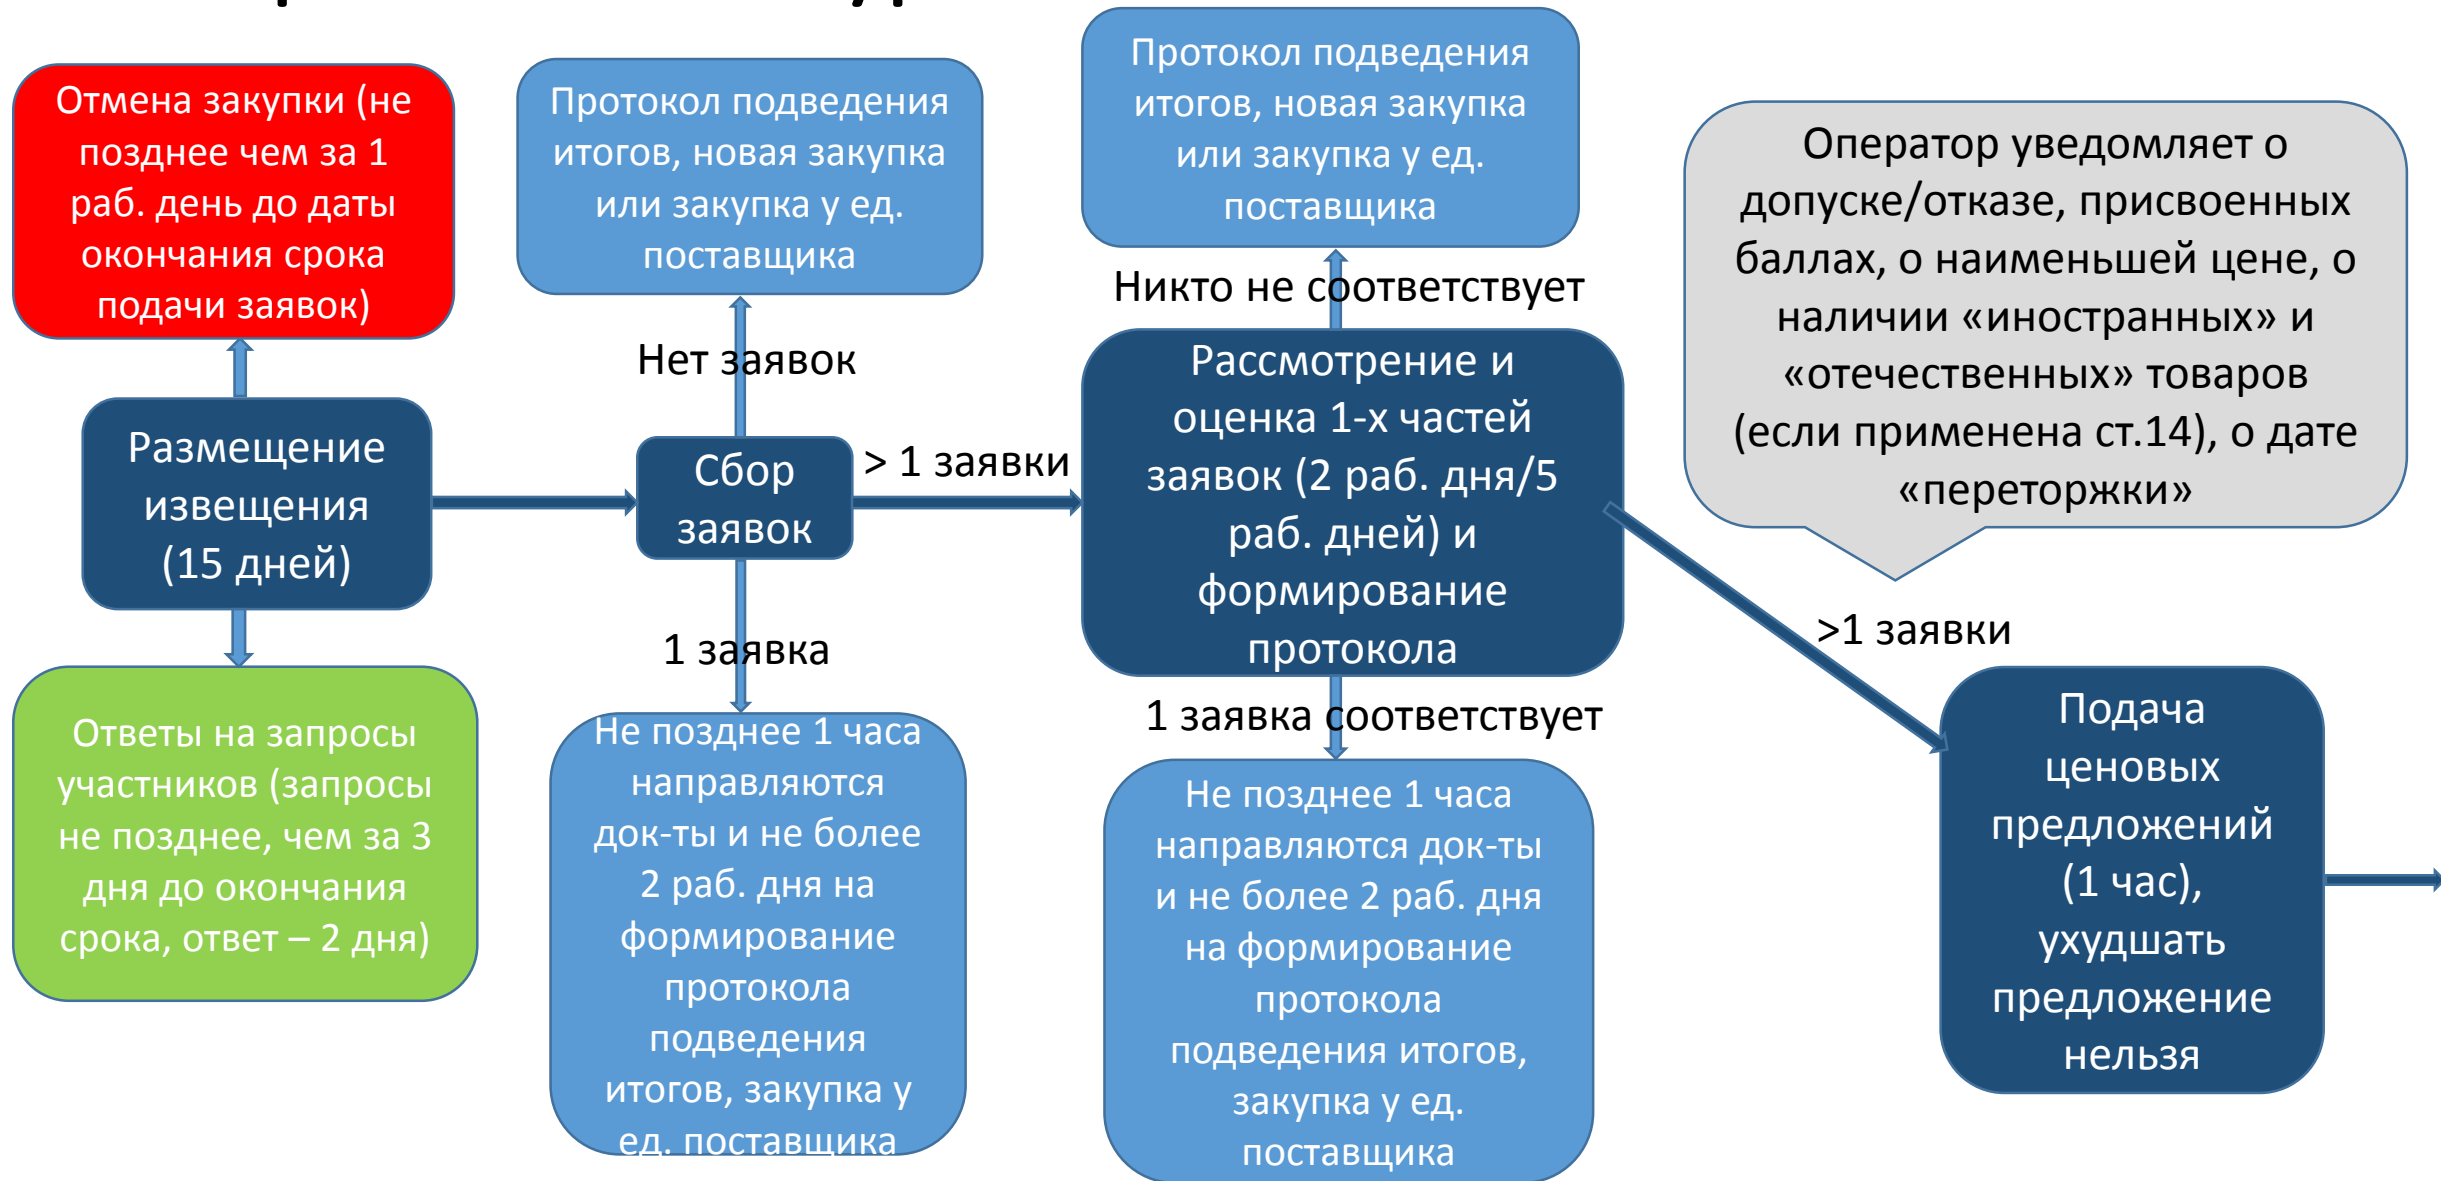 Отмена закупки (не
позднее чем за 1
раб. день до даты
окончания срока
подачи заявок)
Размещение
извещения
(15 дней)
Ответы на запросы
участников (запросы
не позднее, чем за 3
дня до окончания
срока, ответ – 2 дня)
Протокол подведения
итогов, новая закупка
или закупка у ед.
поставщика
Нет заявок
Сбор
заявок
> 1 заявки
1 заявка
Не позднее 1 часа
направляются
док-ты и не более
2 раб. дня на
формирование
протокола
подведения
итогов, закупка у
ед. поставщика
Протокол подведения
итогов, новая закупка
или закупка у ед.
поставщика
Никто не соответствует
Рассмотрение и
оценка 1-х частей
заявок (2 раб. дня/5
раб. дней) и
формирование
протокола
1 заявка соответствует
Не позднее 1 часа
направляются док-ты
и не более 2 раб. дня
на формирование
протокола
подведения итогов,
закупка у ед.
поставщика
Оператор уведомляет о
допуске/отказе, присвоенных
баллах, о наименьшей цене, о
наличии «иностранных» и
«отечественных» товаров
(если применена ст.14), о дате
«переторжки»
>1 заявки
Подача
ценовых
предложений
(1 час),
ухудшать
предложение
нельзя